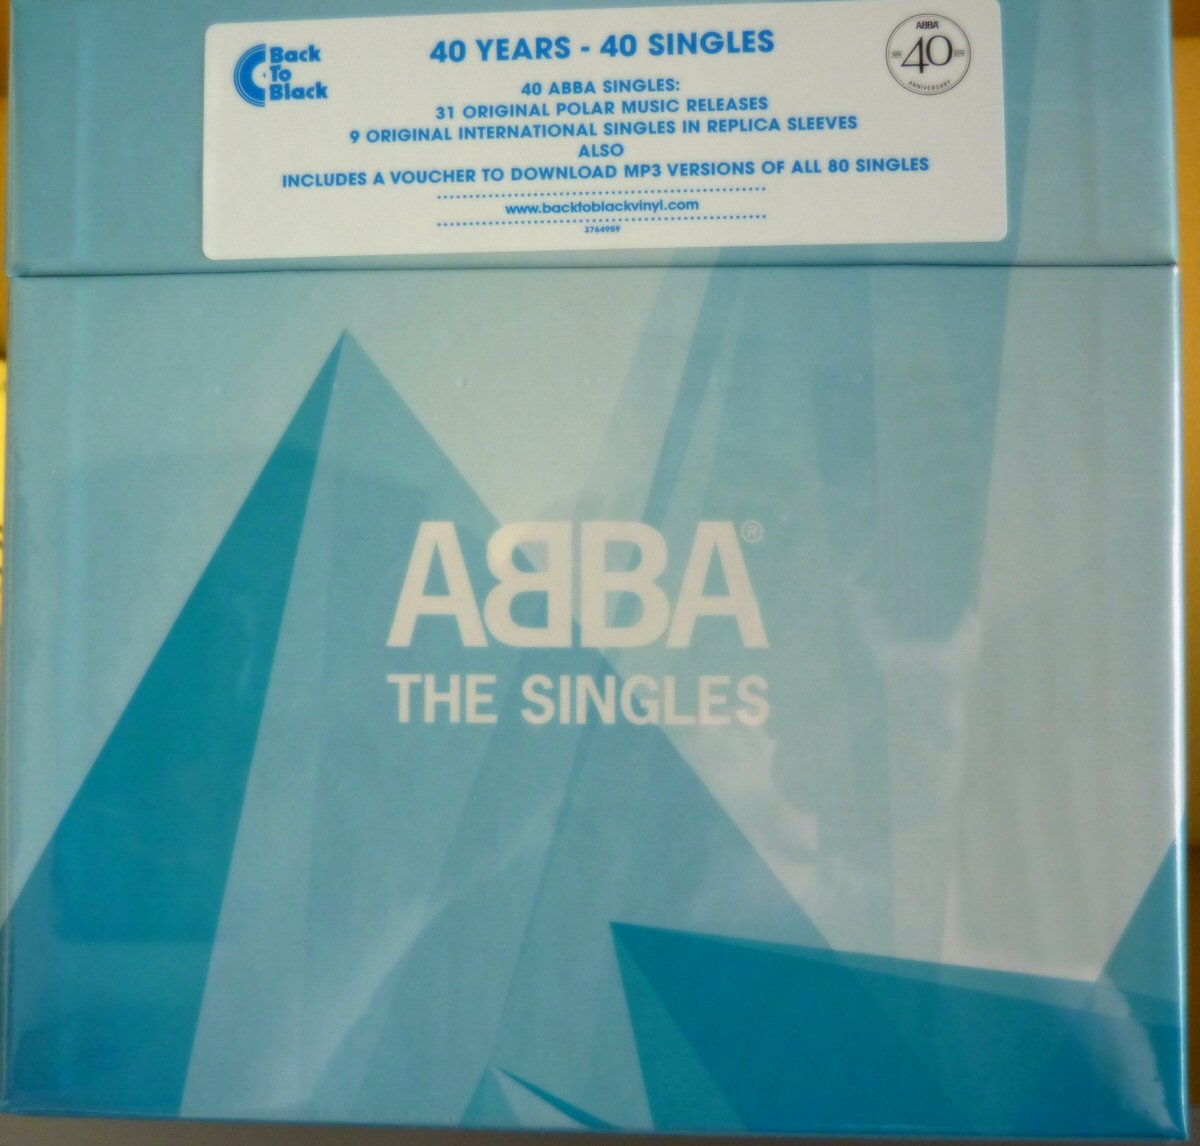 Back
To
Black
40 YEARS - 40 SINGLES
ABBA
40
ANNIVERSARY
40 ABBA SINGLES:
31 ORIGINAL POLAR MUSIC RELEASES
9 ORIGINAL INTERNATIONAL SINGLES IN REPLICA SLEEVES
ALSO
INCLUDES A VOUCHER TO DOWNLOAD MP3 VERSIONS OF ALL 80 SINGLES
www.backtoblackvinyl.com
3764959
ABBA®
THE SINGLES